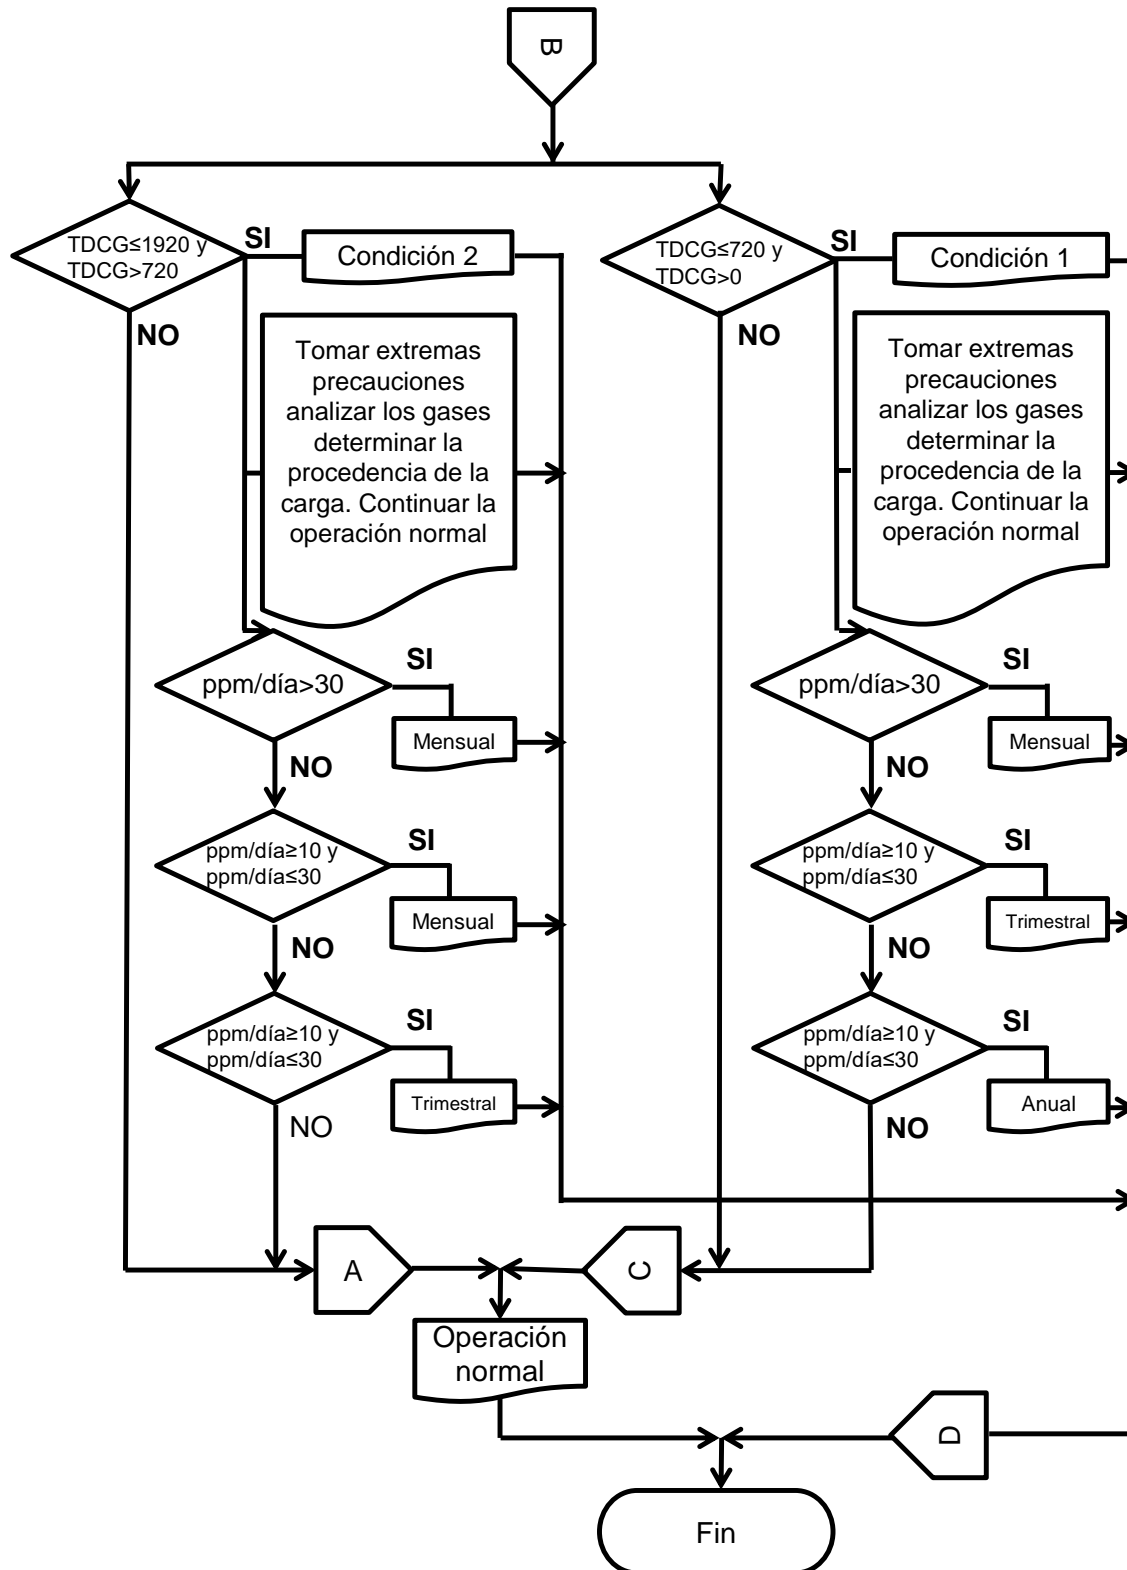 B
TDCG≤1920 y
TDCG>720
SI
NO
Condición 2
Tomar extremas
precauciones
analizar los gases
determinar la
procedencia de la
carga. Continuar la
operación normal
ppm/día>30
SI
Mensual
NO
ppm/día≥10 y
ppm/día≤30
SI
Mensual
NO
ppm/día≥10 y
ppm/día≤30
SI
Trimestral
NO
TDCG≤720 y
TDCG>0
SI
NO
Condición 1
Tomar extremas
precauciones
analizar los gases
determinar la
procedencia de la
carga. Continuar la
operación normal
ppm/día>30
SI
Mensual
NO
ppm/día≥10 y
ppm/día≤30
SI
Trimestral
NO
ppm/día≥10 y
ppm/día≤30
SI
Anual
NO
A
C
Operación
normal
D
Fin